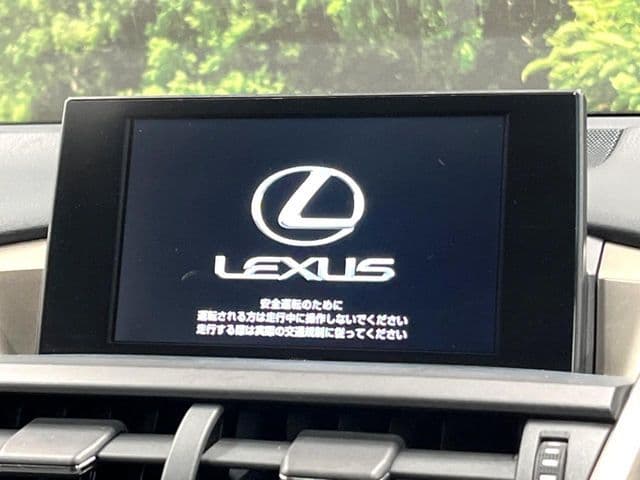 LEXUS
安全運転のために
運転される方は走行中に操作しないでください
走行する際は実際の交通規制に従ってください